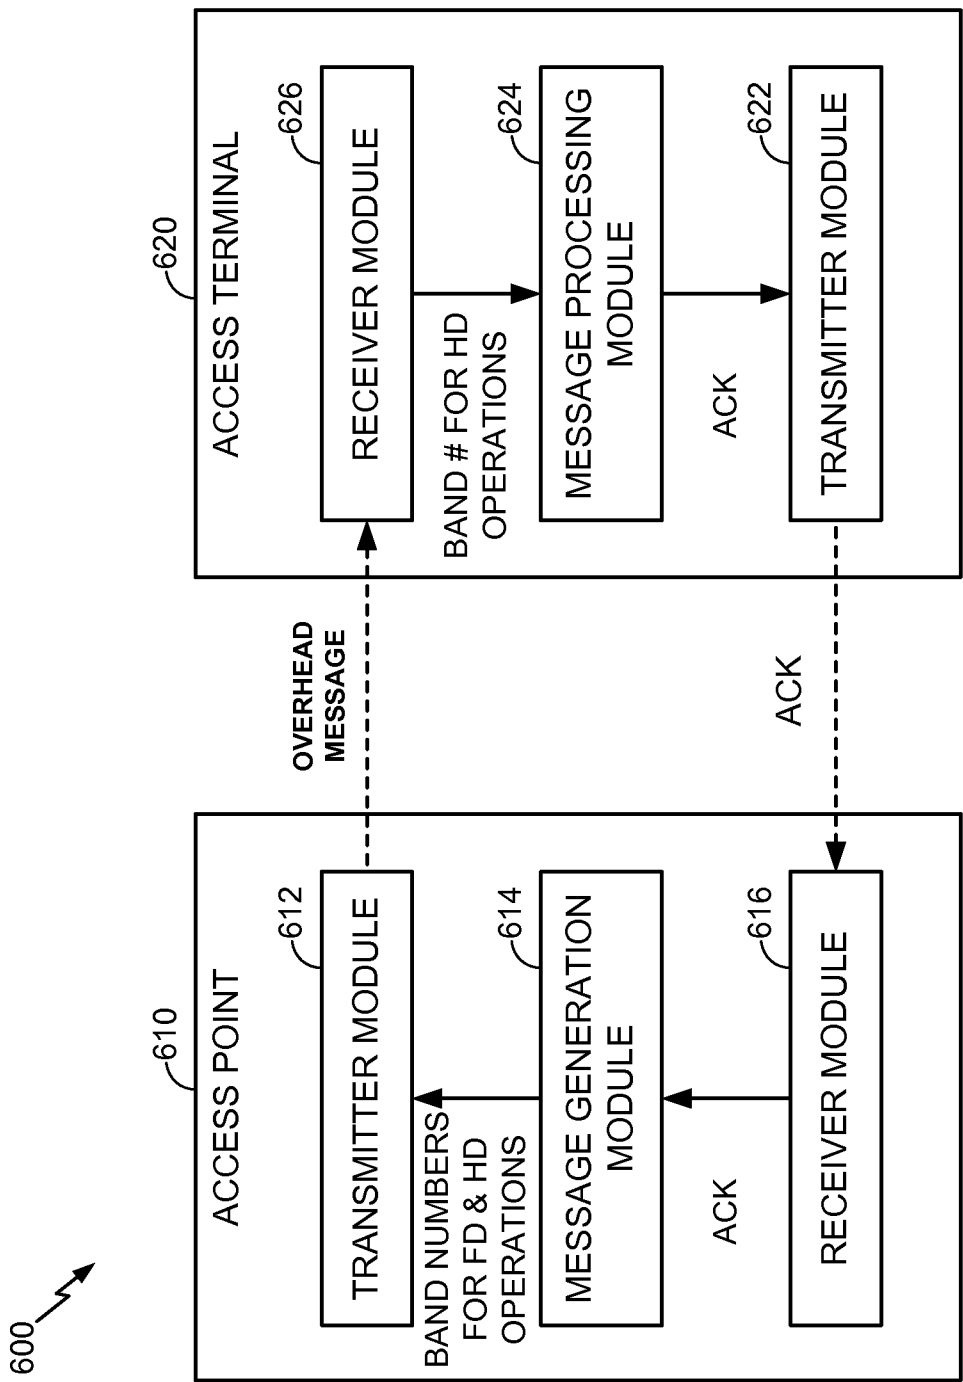 600
610
ACCESS POINT
612
TRANSMITTER MODULE
BAND NUMBERS
FOR FD & HD
OPERATIONS
614
MESSAGE GENERATION
MODULE
ACK
616
RECEIVER MODULE
OVERHEAD
MESSAGE
ACK
620
ACCESS TERMINAL
626
RECEIVER MODULE
BAND # FOR HD
OPERATIONS
624
MESSAGE PROCESSING
MODULE
ACK
622
TRANSMITTER MODULE